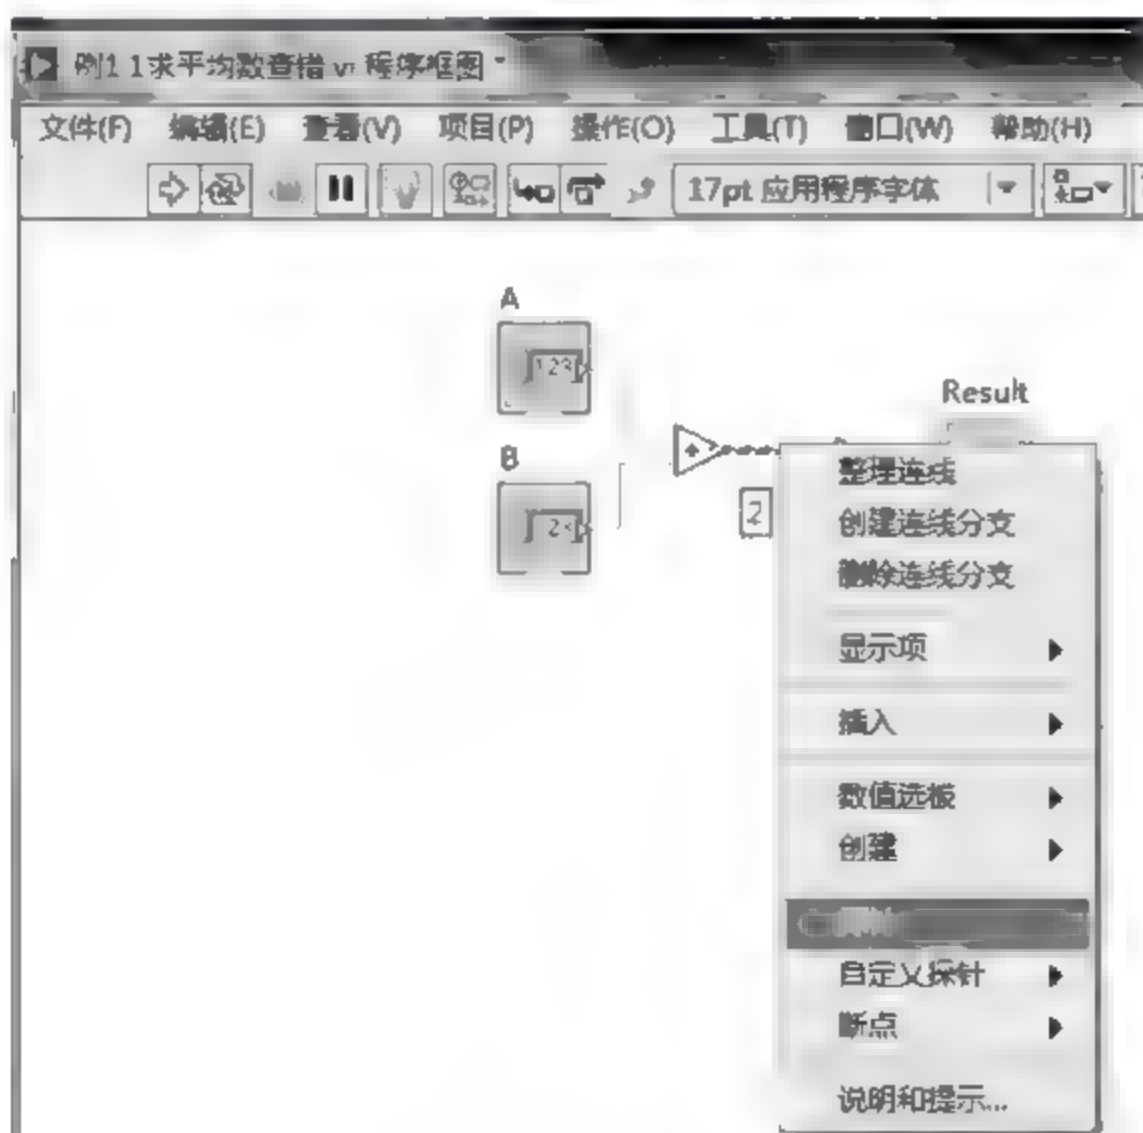 例1 1求平均数查错 vi 程序框图 *
文件(F) 编辑(E) 查看(V) 项目(P) 操作(O) 工具(T) 窗口(W) 帮助(H)
17pt 应用程序字体
A
123
Result
B
2
整理连线
创建连线分支
删除连线分支
显示项
插入
数值选板
创建
自定义探针
断点
说明和提示...